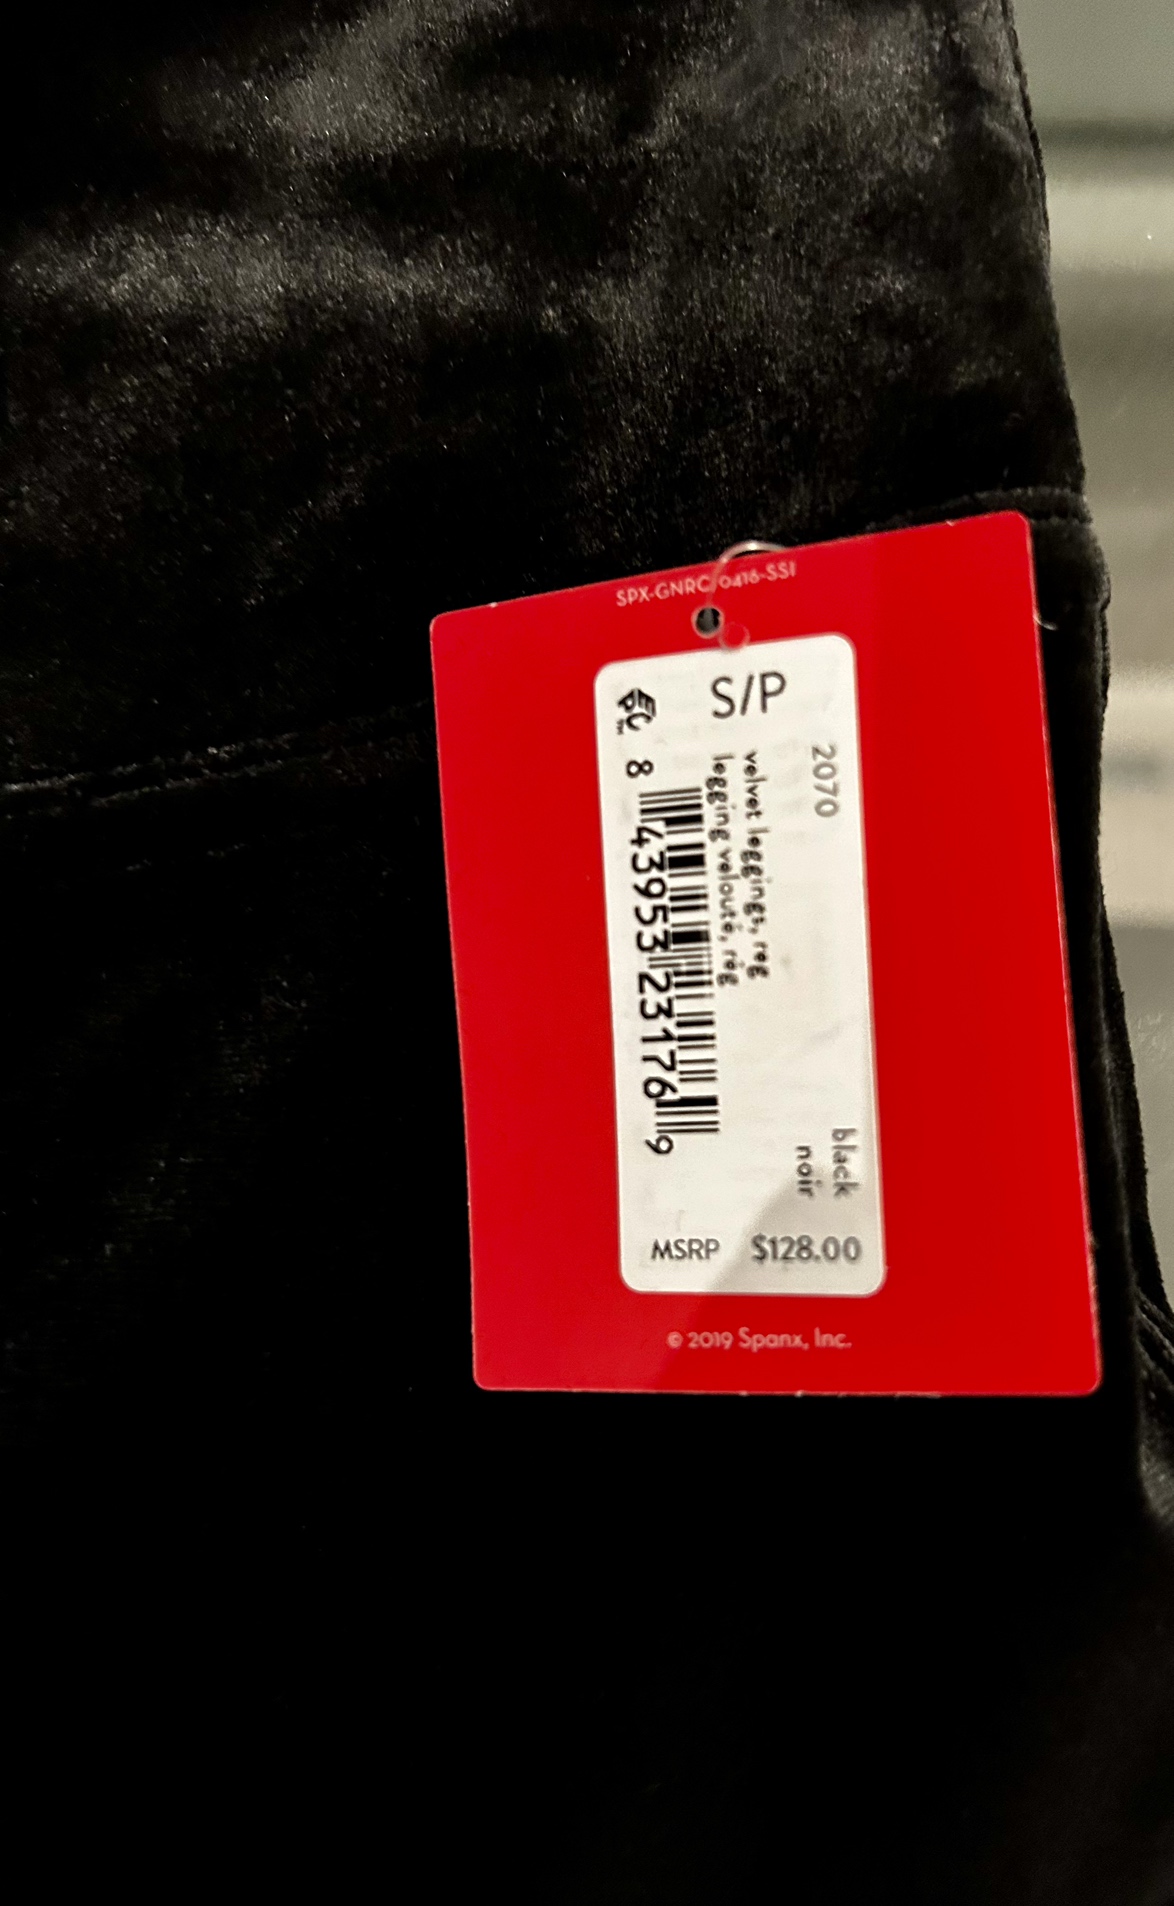 SPX-GNRC 0416-SS1
S/P
2070
velvet leggings, reg
legging velouté, rég
8 43953 23176 9
black
noir
MSRP $128.00
© 2019 Spanx, Inc.